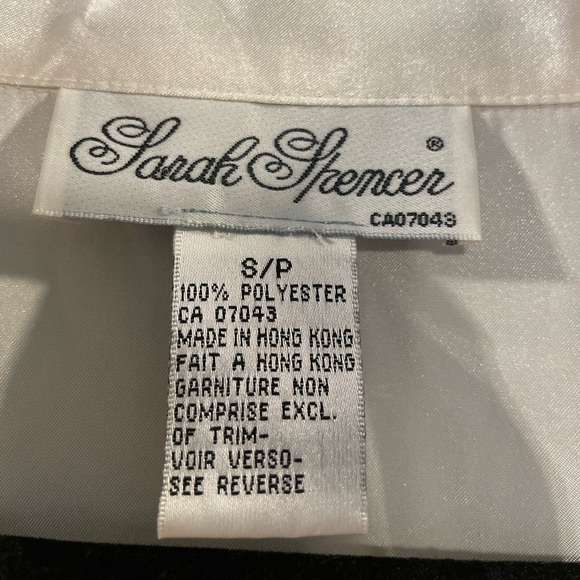 Sarah Spencer ®
CA07043
S/P
100% POLYESTER
CA 07043
MADE IN HONG KONG
FAIT A HONG KONG
GARNITURE NON
COMPRISE EXCL.
OF TRIM-
VOIR VERSO-
SEE REVERSE